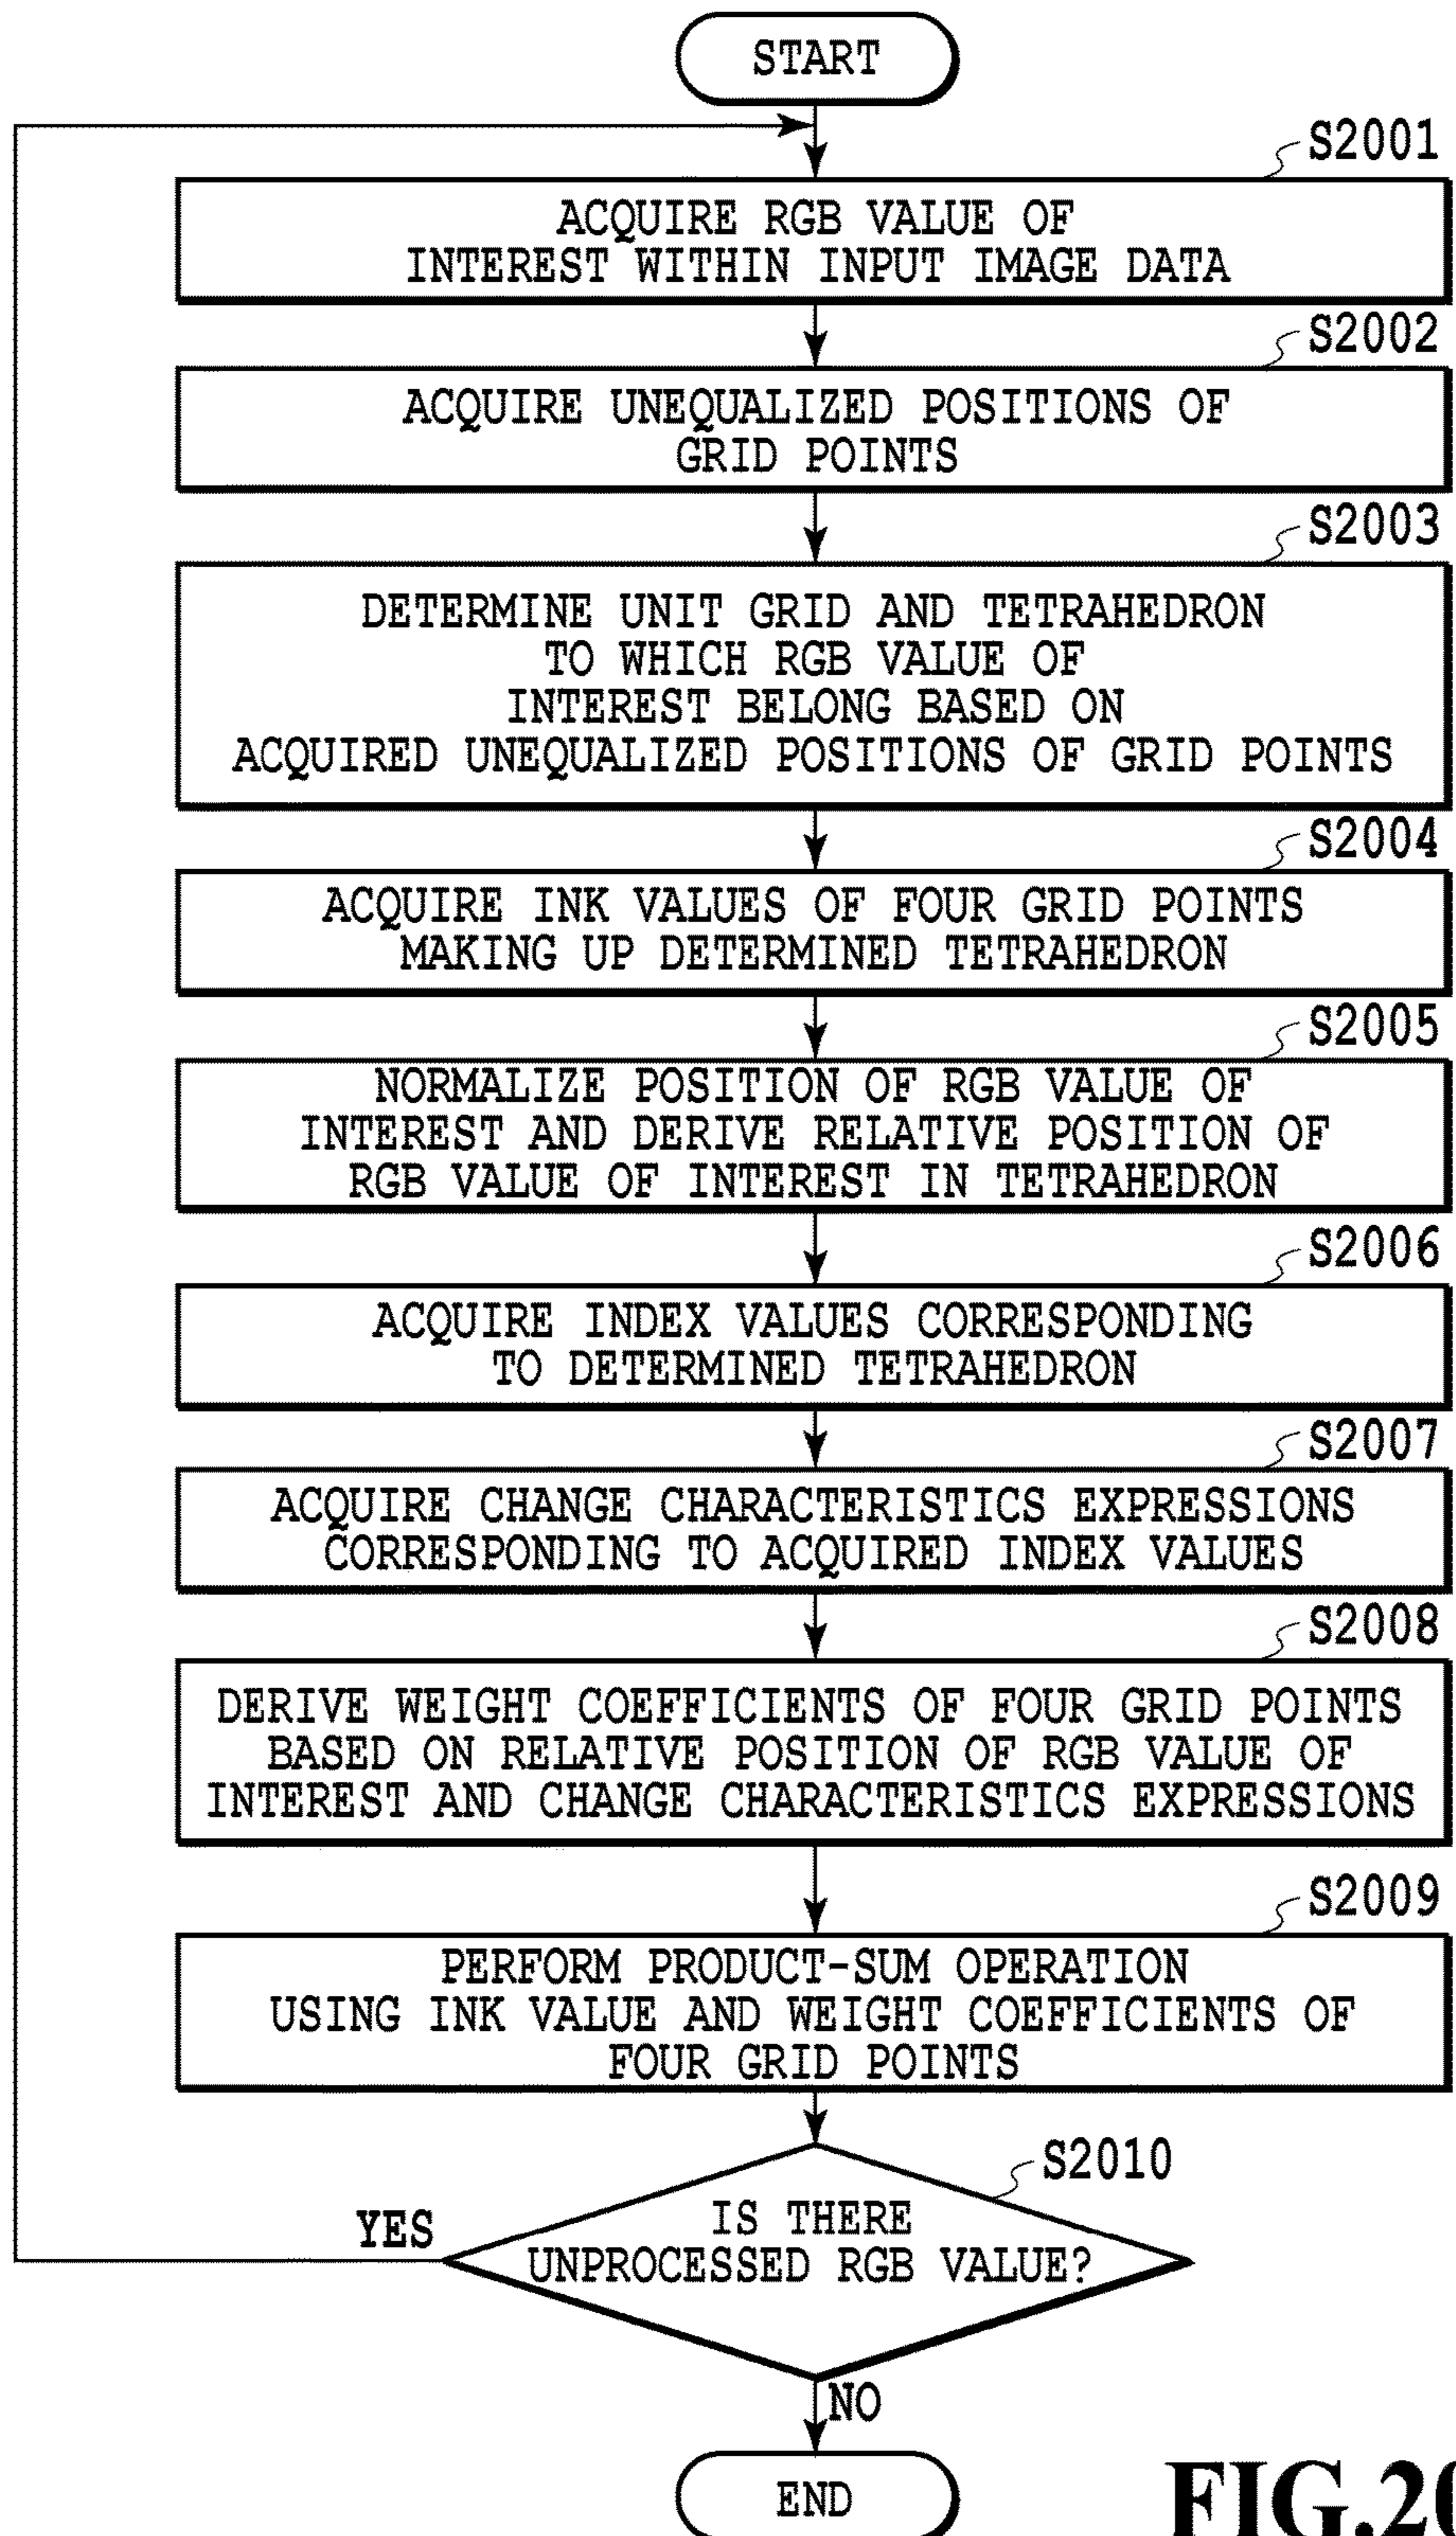 START
S2001
ACQUIRE RGB VALUE OF
INTEREST WITHIN INPUT IMAGE DATA
S2002
ACQUIRE UNEQUALIZED POSITIONS OF
GRID POINTS
S2003
DETERMINE UNIT GRID AND TETRAHEDRON
TO WHICH RGB VALUE OF
INTEREST BELONG BASED ON
ACQUIRED UNEQUALIZED POSITIONS OF GRID POINTS
S2004
ACQUIRE INK VALUES OF FOUR GRID POINTS
MAKING UP DETERMINED TETRAHEDRON
S2005
NORMALIZE POSITION OF RGB VALUE OF
INTEREST AND DERIVE RELATIVE POSITION OF
RGB VALUE OF INTEREST IN TETRAHEDRON
S2006
ACQUIRE INDEX VALUES CORRESPONDING
TO DETERMINED TETRAHEDRON
S2007
ACQUIRE CHANGE CHARACTERISTICS EXPRESSIONS
CORRESPONDING TO ACQUIRED INDEX VALUES
S2008
DERIVE WEIGHT COEFFICIENTS OF FOUR GRID POINTS
BASED ON RELATIVE POSITION OF RGB VALUE OF
INTEREST AND CHANGE CHARACTERISTICS EXPRESSIONS
S2009
PERFORM PRODUCT-SUM OPERATION
USING INK VALUE AND WEIGHT COEFFICIENTS OF
FOUR GRID POINTS
S2010
IS THERE
UNPROCESSED RGB VALUE?
YES
NO
END
FIG.20